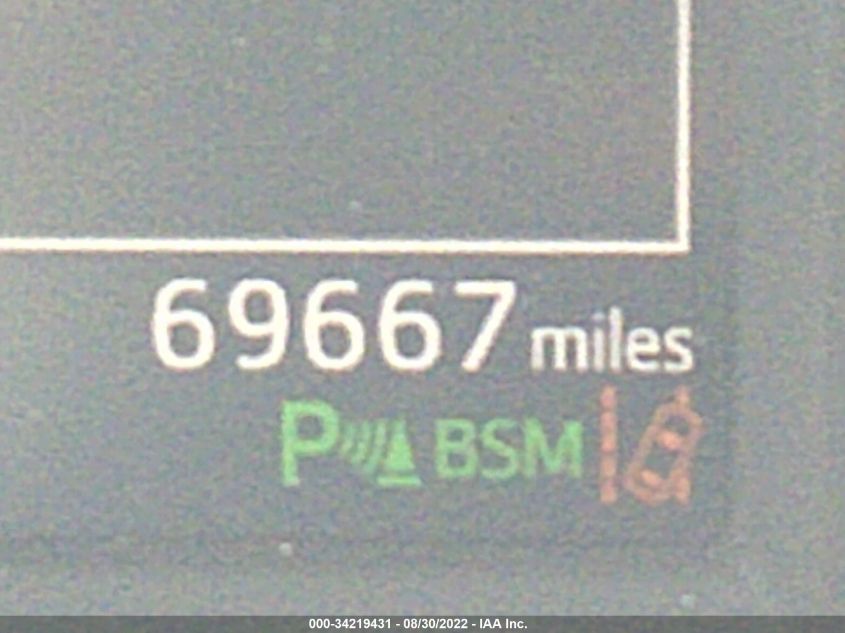 69667 miles
P BSM
000-34219431 - 08/30/2022 - IAA Inc.